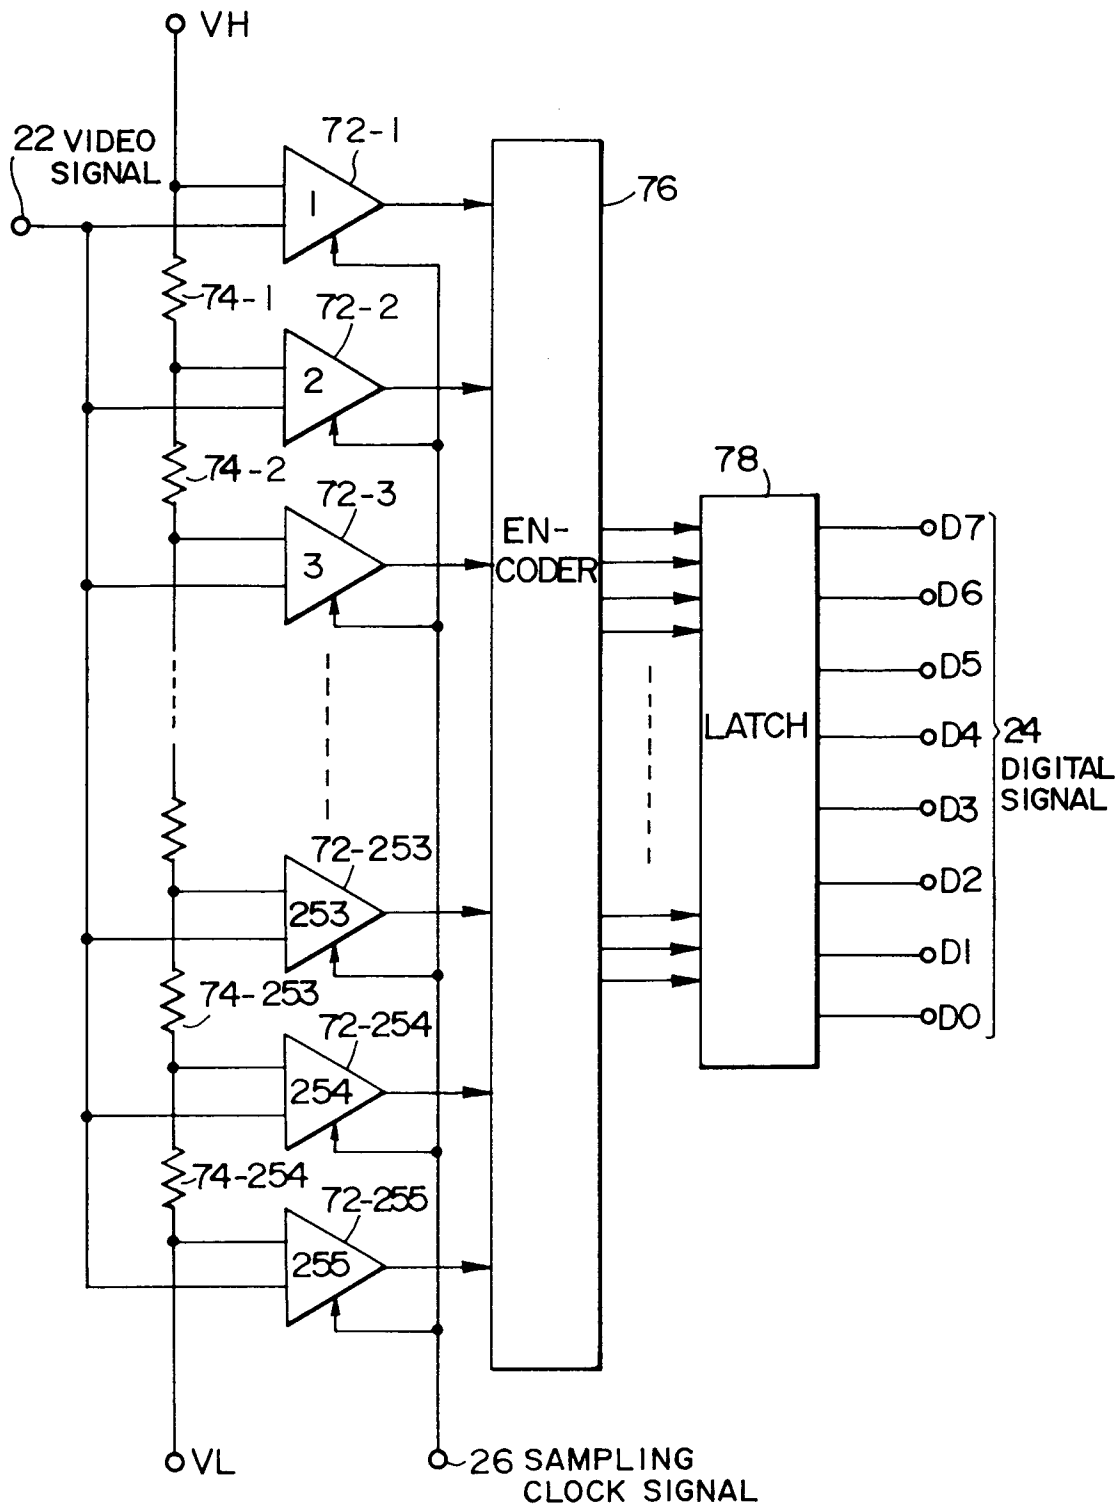 VH
22 VIDEO
SIGNAL
72-1
1
76
74-1
72-2
2
74-2
72-3
3
EN-
CODER
78
LATCH
D7
D6
D5
D4
D3
D2
D1
D0
24
DIGITAL
SIGNAL
72-253
253
74-253
72-254
254
74-254
72-255
255
VL
26 SAMPLING
CLOCK SIGNAL